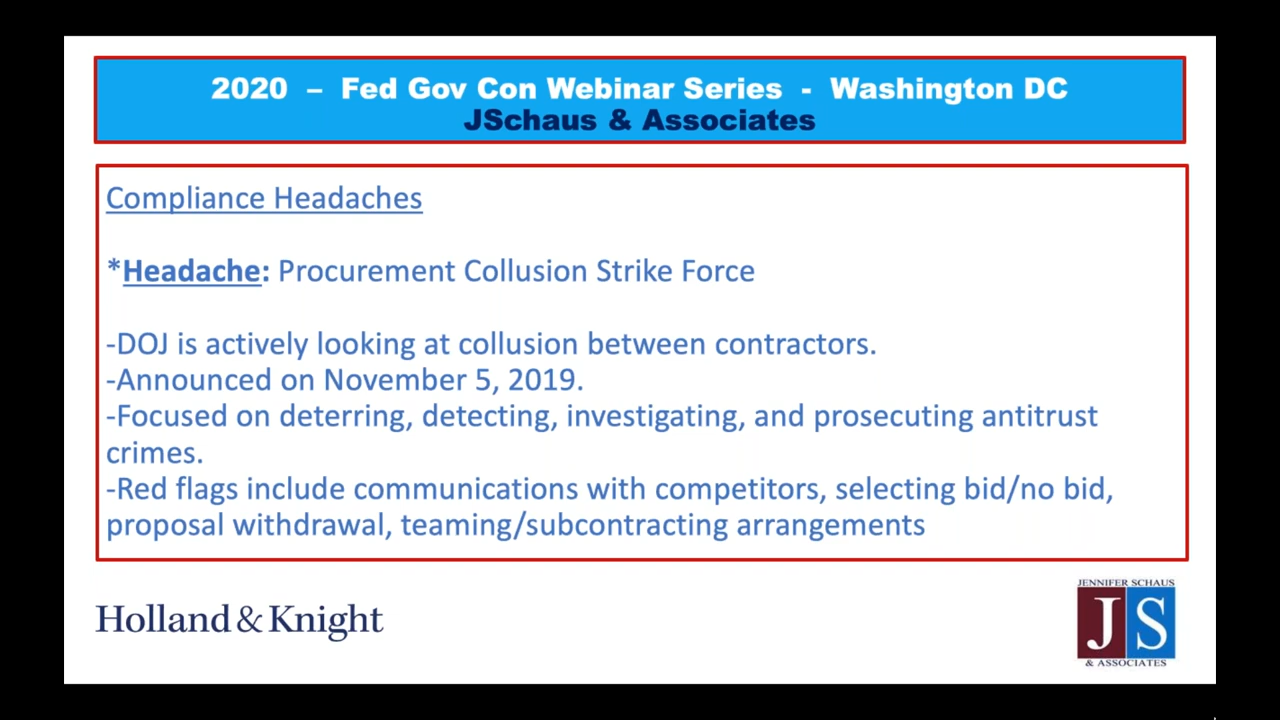 2020 – Fed Gov Con Webinar Series - Washington DC
JSchaus & Associates
Compliance Headaches
*Headache: Procurement Collusion Strike Force
-DOJ is actively looking at collusion between contractors.
-Announced on November 5, 2019.
-Focused on deterring, detecting, investigating, and prosecuting antitrust
crimes.
-Red flags include communications with competitors, selecting bid/no bid,
proposal withdrawal, teaming/subcontracting arrangements
Holland & Knight
JENNIFER SCHAUS
JS
& ASSOCIATES